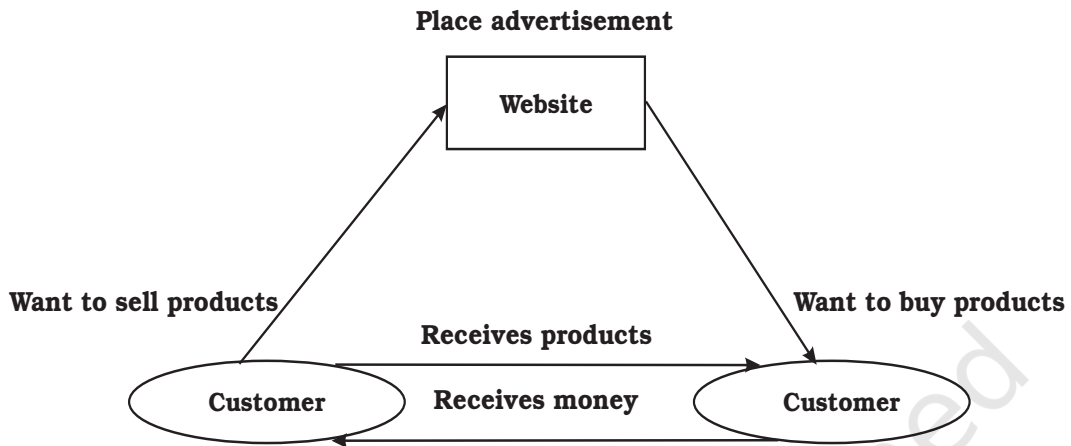 Place advertisement
Website
Want to sell products
Want to buy products
Receives products
Customer
Receives money
Customer